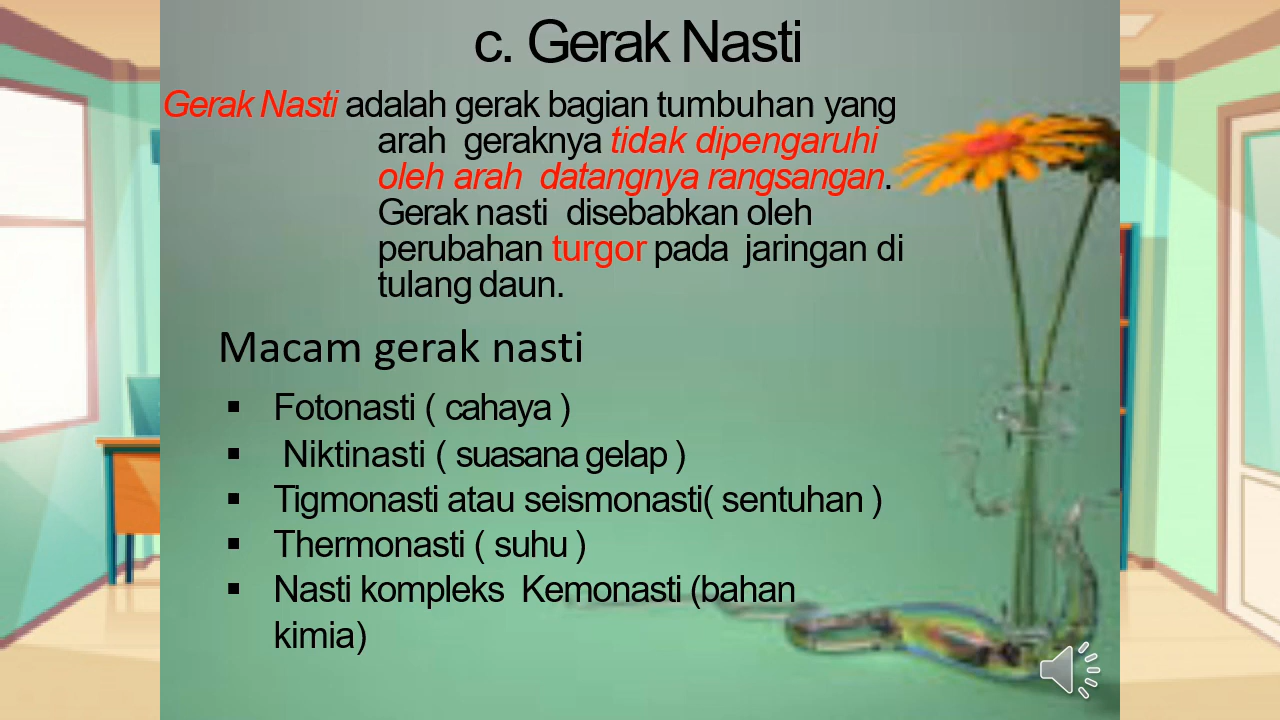 c. Gerak Nasti
Gerak Nasti adalah gerak bagian tumbuhan yang
arah geraknya tidak dipengaruhi
oleh arah datangnya rangsangan.
Gerak nasti disebabkan oleh
perubahan turgor pada jaringan di
tulang daun.
Macam gerak nasti
▪ Fotonasti ( cahaya )
▪ Niktinasti ( suasana gelap )
▪ Tigmonasti atau seismonasti( sentuhan )
▪ Thermonasti ( suhu )
▪ Nasti kompleks Kemonasti (bahan
kimia)